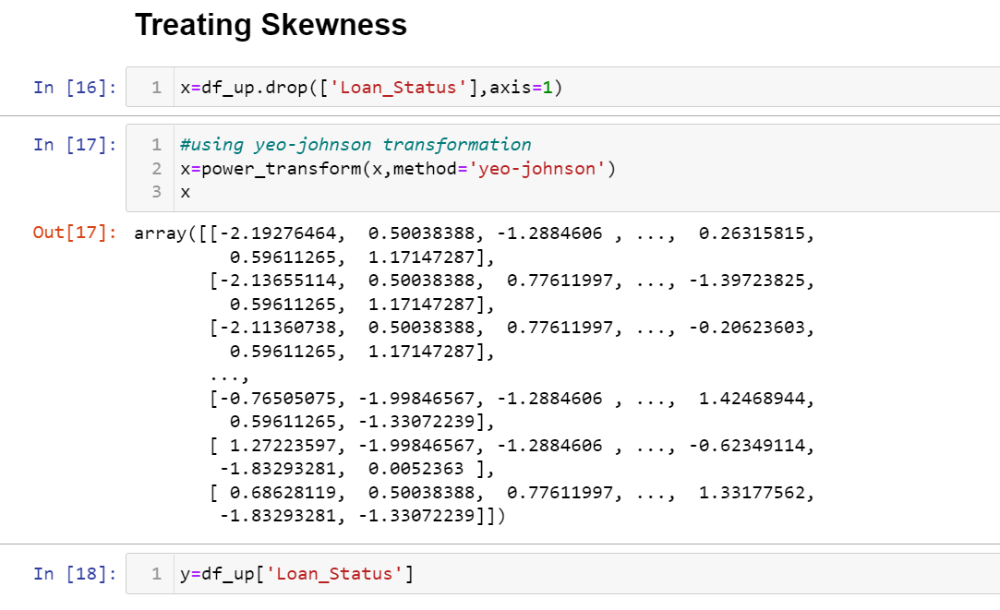 Treating Skewness
In [16]: 1 x=df_up.drop(['Loan_Status'],axis=1)
In [17]: 1 #using yeo-johnson transformation
2 x=power_transform(x,method='yeo-johnson')
3 x
Out[17]: array([[-2.19276464,  0.50038388, -1.2884606 , ...,  0.26315815,
0.59611265,  1.17147287],
[-2.13655114,  0.50038388,  0.77611997, ..., -1.39723825,
0.59611265,  1.17147287],
[-2.11360738,  0.50038388,  0.77611997, ..., -0.20623603,
0.59611265,  1.17147287],
...,
[-0.76505075, -1.99846567, -1.2884606 , ...,  1.42468944,
0.59611265, -1.33072239],
[ 1.27223597, -1.99846567, -1.2884606 , ..., -0.62349114,
-1.83293281,  0.0052363 ],
[ 0.68628119,  0.50038388,  0.77611997, ...,  1.33177562,
-1.83293281, -1.33072239]])
In [18]: 1 y=df_up['Loan_Status']